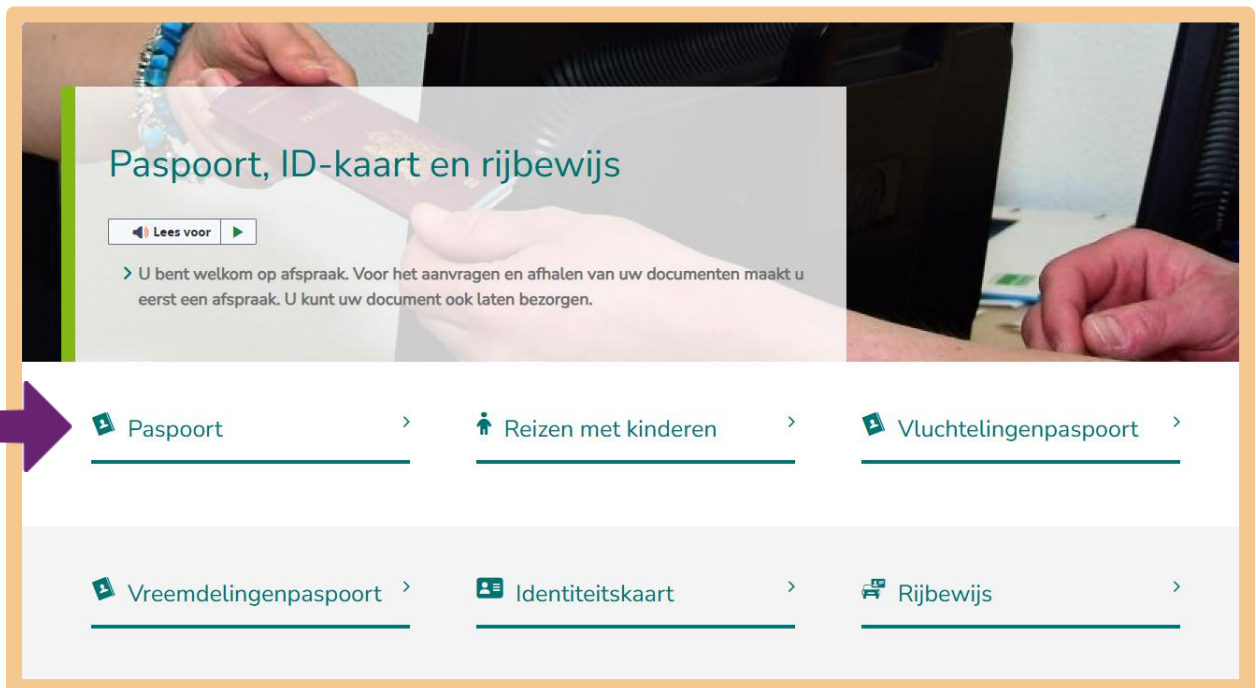 Paspoort, ID-kaart en rijbewijs
Lees voor
U bent welkom op afspraak. Voor het aanvragen en afhalen van uw documenten maakt u
eerst een afspraak. U kunt uw document ook laten bezorgen.
Paspoort
Reizen met kinderen
Vluchtelingenpaspoort
Vreemdelingenpaspoort
Identiteitskaart
Rijbewijs